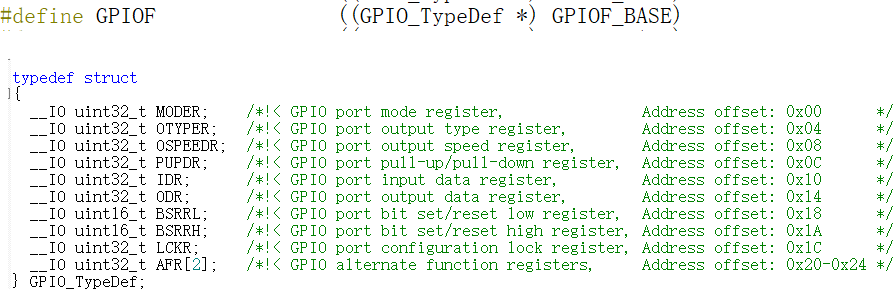 #define GPIOF ((GPIO_TypeDef *) GPIOF_BASE)
typedef struct
{
__IO uint32_t MODER; /*!< GPIO port mode register, Address offset: 0x00 */
__IO uint32_t OTYPER; /*!< GPIO port output type register, Address offset: 0x04 */
__IO uint32_t OSPEEDR; /*!< GPIO port output speed register, Address offset: 0x08 */
__IO uint32_t PUPDR; /*!< GPIO port pull-up/pull-down register, Address offset: 0x0C */
__IO uint32_t IDR; /*!< GPIO port input data register, Address offset: 0x10 */
__IO uint32_t ODR; /*!< GPIO port output data register, Address offset: 0x14 */
__IO uint16_t BSRRL; /*!< GPIO port bit set/reset low register, Address offset: 0x18 */
__IO uint16_t BSRRH; /*!< GPIO port bit set/reset high register, Address offset: 0x1A */
__IO uint32_t LCKR; /*!< GPIO port configuration lock register, Address offset: 0x1C */
__IO uint32_t AFR[2]; /*!< GPIO alternate function registers, Address offset: 0x20-0x24 */
} GPIO_TypeDef;